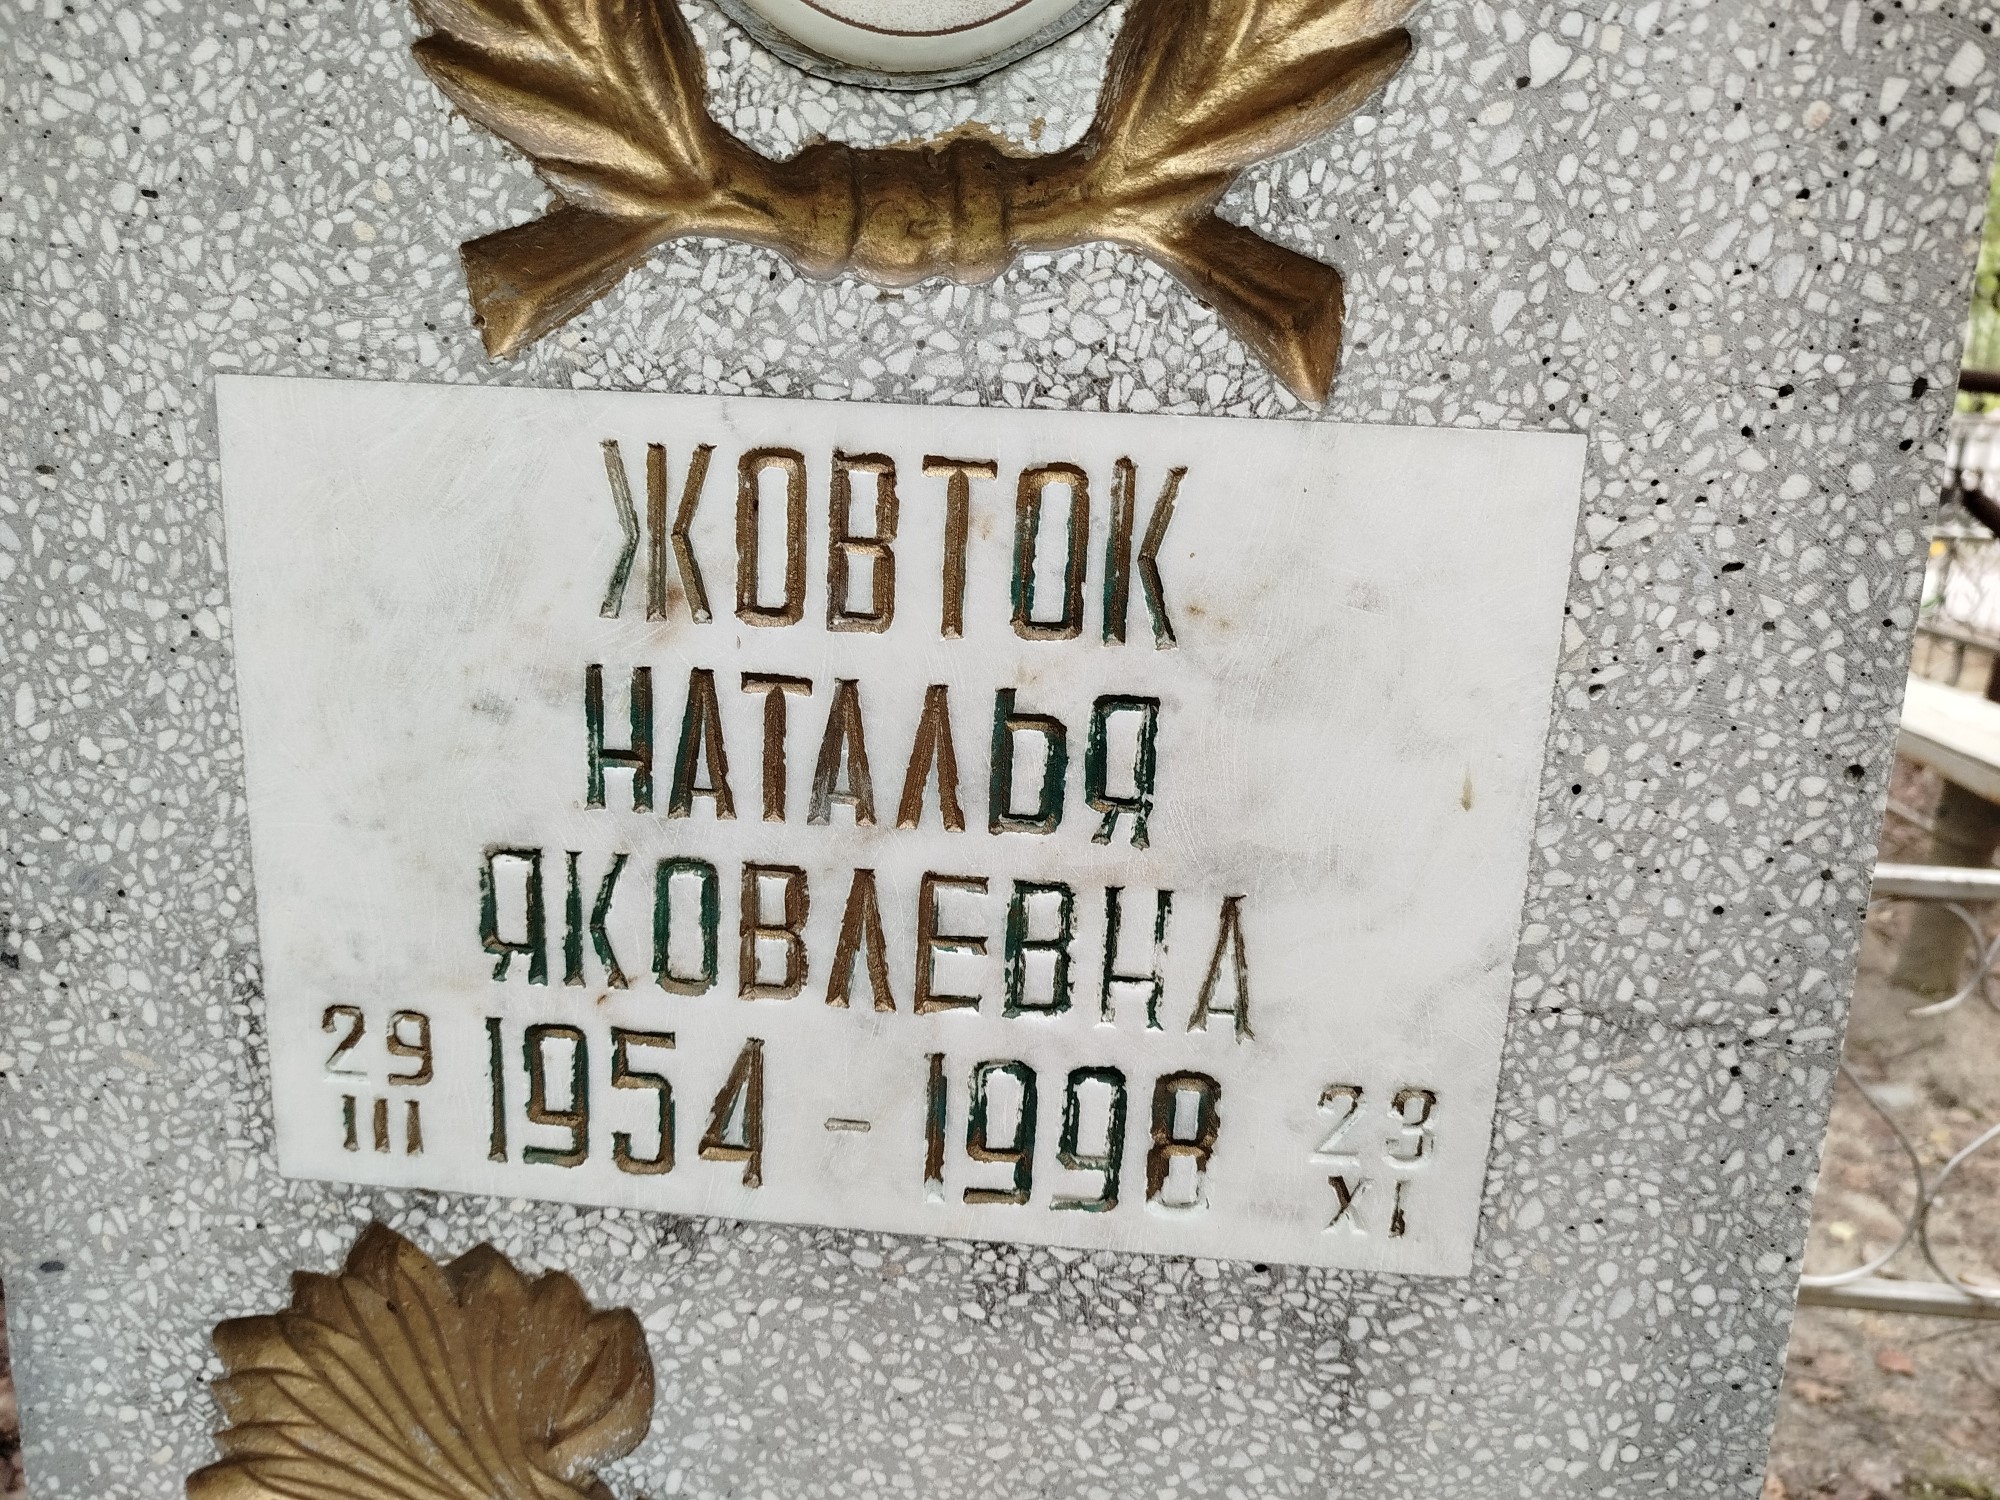 ЖОВТОК
НАТАЛЬЯ
ЯКОВЛЕВНА
29 III 1954 - 1998 23 XI